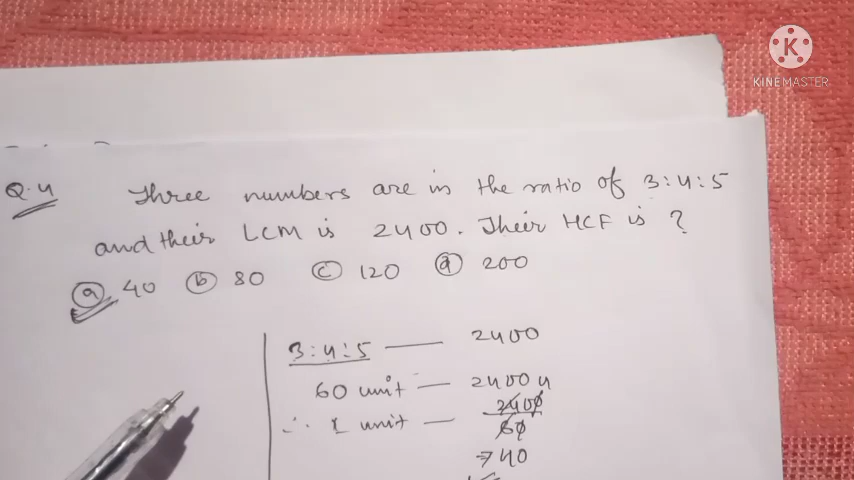 KINEMASTER
Q.4 Three numbers are in the ratio of 3:4:5
and their LCM is 2400. Their HCF is ?
(a) 40 (b) 80 (c) 120 (d) 200
3:4:5 — 2400
60 unit — 2400 u
∴ 1 unit — 2400/60
⇒ 40